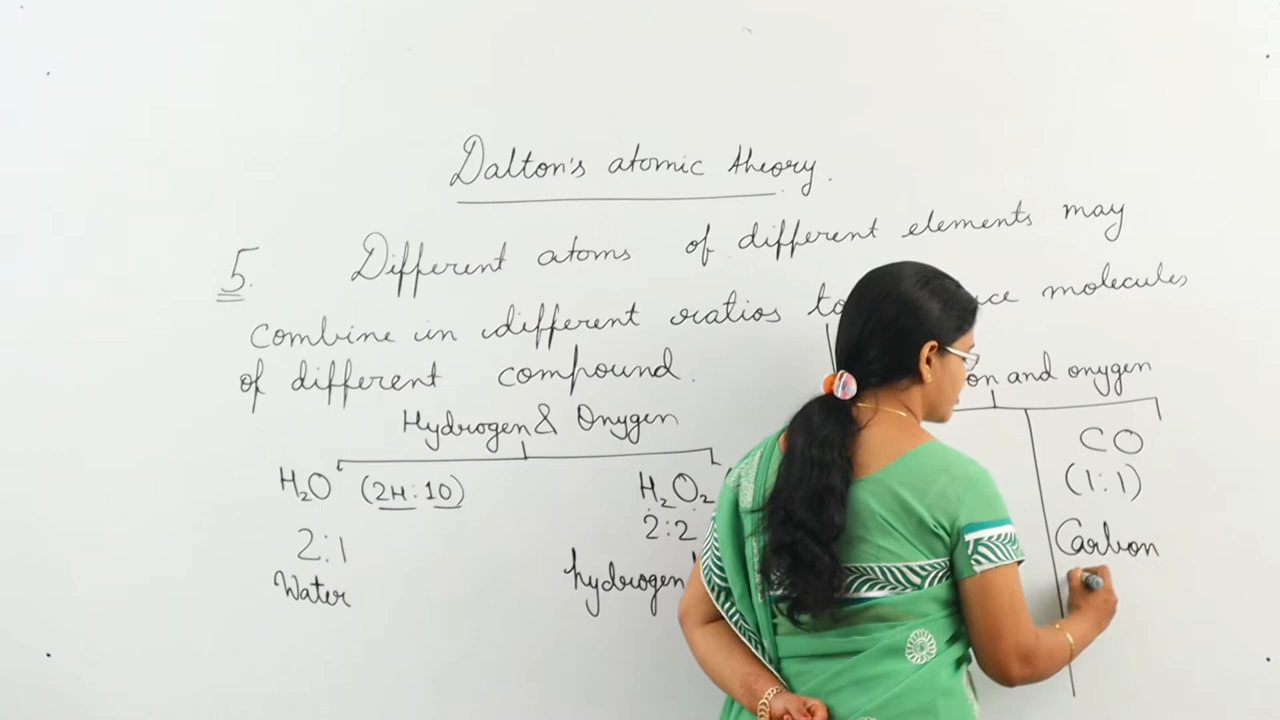 Dalton's atomic theory.
5. Different atoms of different elements may
combine in different ratios to molecules
of different compound.
Hydrogen & Oxygen
and oxygen
H₂O (2H:1O)
H₂O₂
CO
2:1
2:2
(1:1)
Water
hydrogen
Carbon